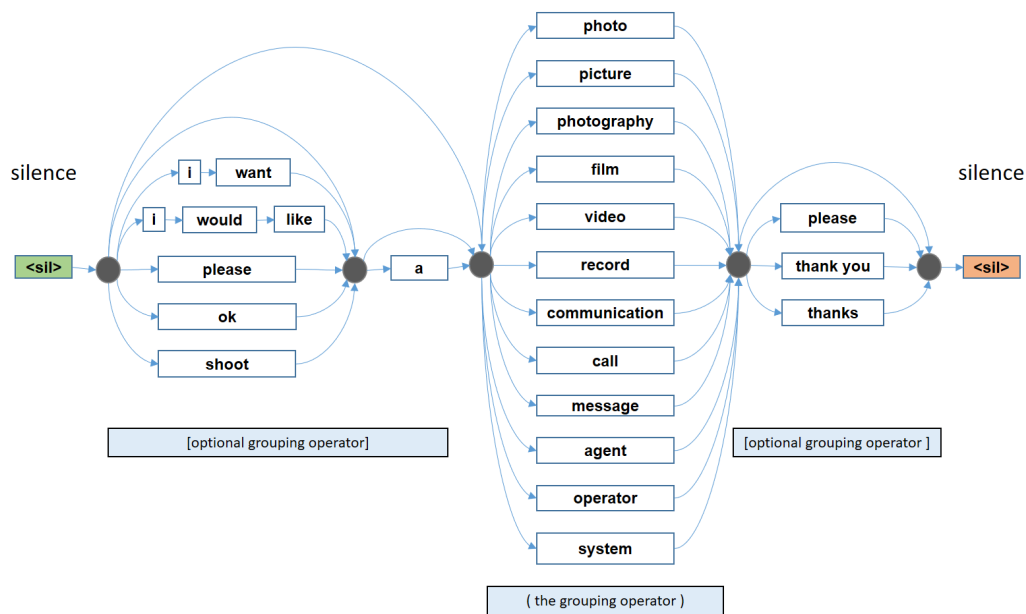 silence
<sil>
i want
i would like
please
ok
shoot
a
[optional grouping operator]
photo
picture
photography
film
video
record
communication
call
message
agent
operator
system
( the grouping operator )
please
thank you
thanks
[optional grouping operator ]
silence
<sil>